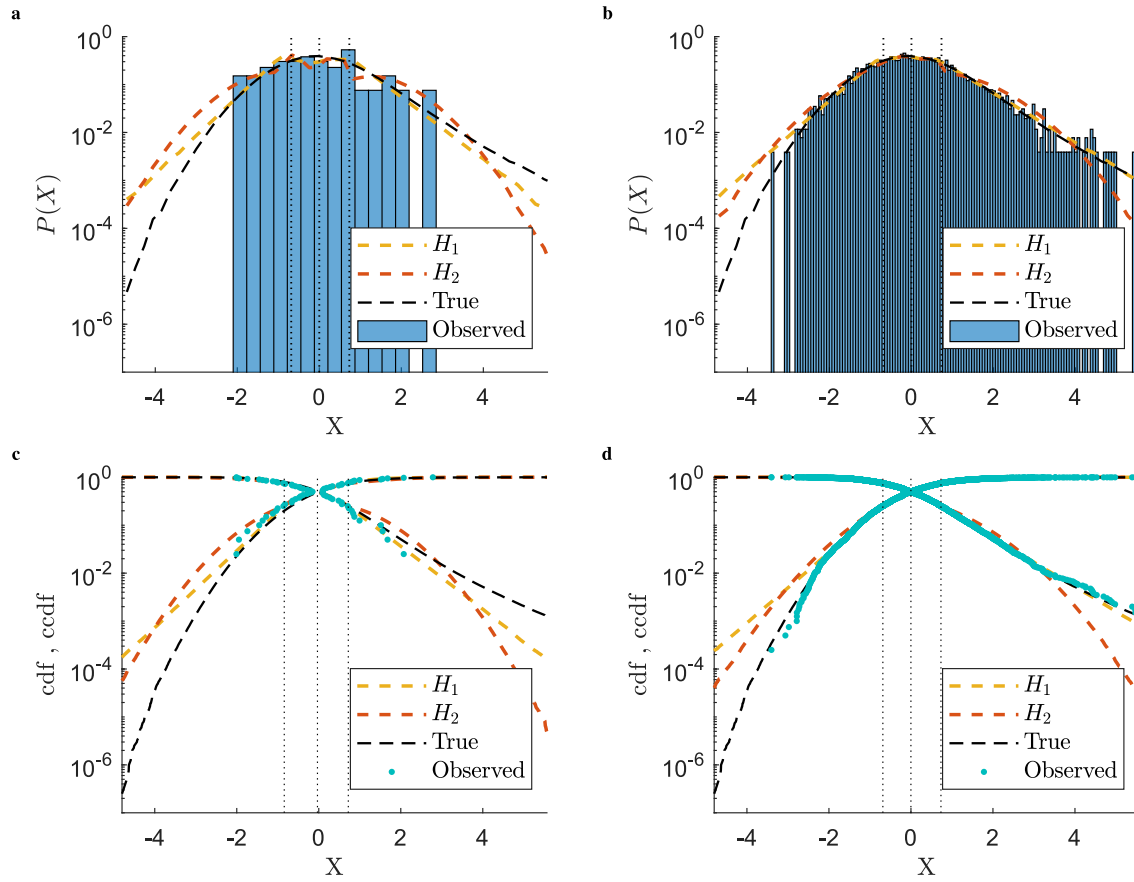 a
10^0
10^-2
10^-4
10^-6
P(X)
-4 -2 0 2 4
X
H_1
H_2
True
Observed
b
10^0
10^-2
10^-4
10^-6
P(X)
-4 -2 0 2 4
X
H_1
H_2
True
Observed
c
10^0
10^-2
10^-4
10^-6
cdf , ccdf
-4 -2 0 2 4
X
H_1
H_2
True
Observed
d
10^0
10^-2
10^-4
10^-6
cdf , ccdf
-4 -2 0 2 4
X
H_1
H_2
True
Observed